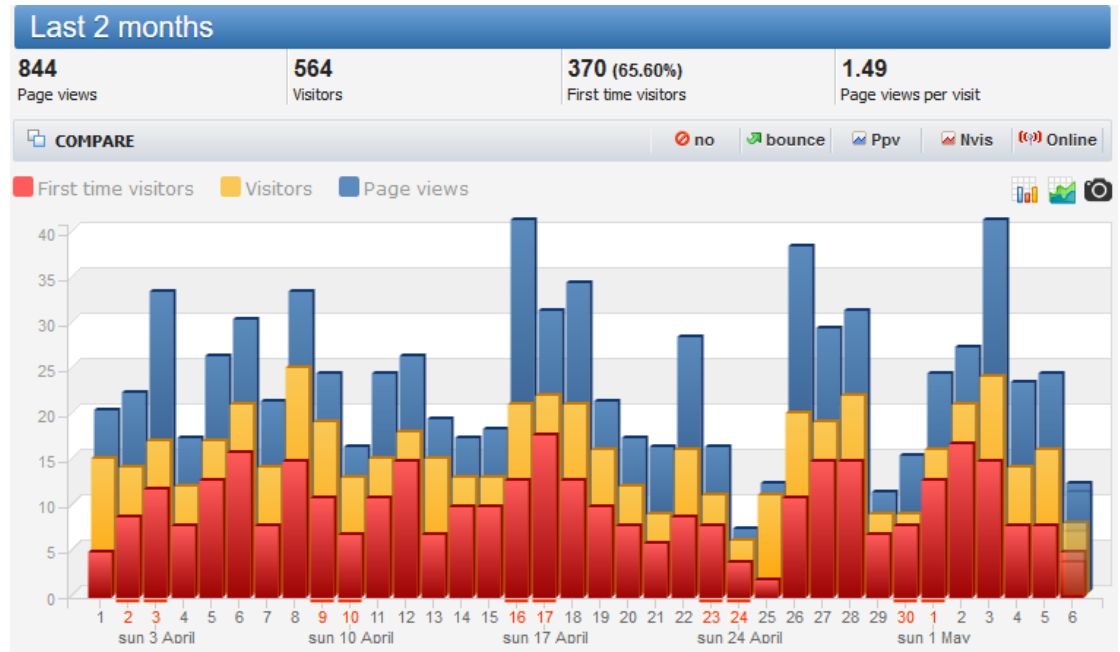 Last 2 months
844 564 370 (65.60%) 1.49
Page views Visitors First time visitors Page views per visit
COMPARE no bounce Ppv Nvis Online
First time visitors Visitors Page views
40
35
30
25
20
15
10
5
0
1 2 3 4 5 6 7 8 9 10 11 12 13 14 15 16 17 18 19 20 21 22 23 24 25 26 27 28 29 30 1 2 3 4 5 6
sun 3 April sun 10 April sun 17 April sun 24 April sun 1 May